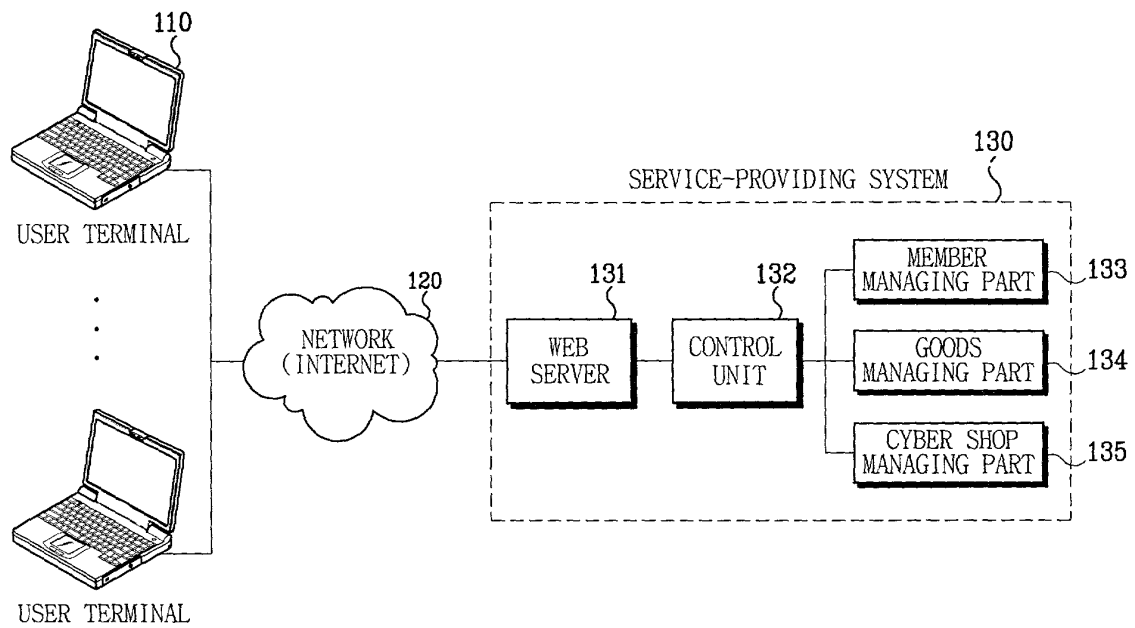 110
USER TERMINAL
120
NETWORK
(INTERNET)
USER TERMINAL
130
SERVICE-PROVIDING SYSTEM
131
WEB
SERVER
132
CONTROL
UNIT
MEMBER
MANAGING PART
133
GOODS
MANAGING PART
134
CYBER SHOP
MANAGING PART
135